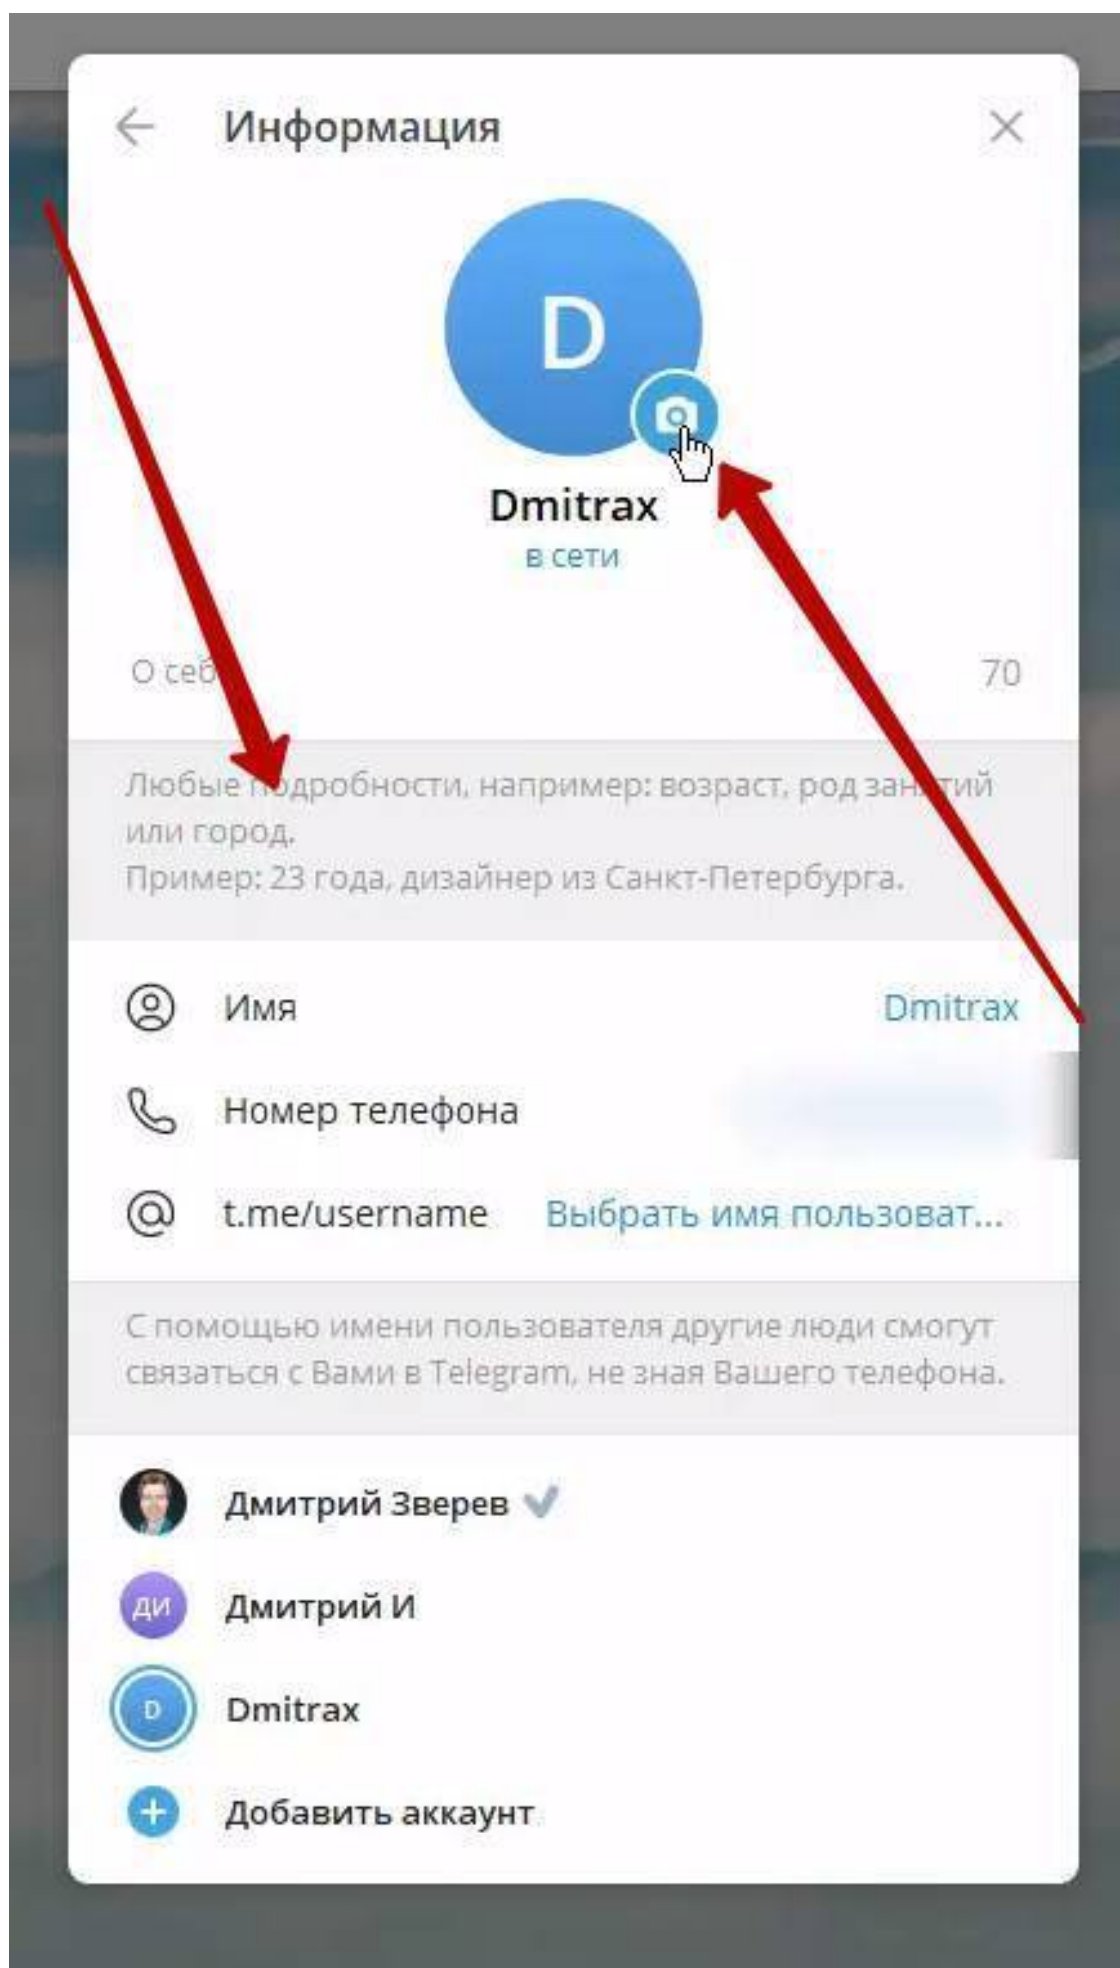 Информация
D
Dmitrax
в сети
О себ
70
Любые подробности, например: возраст, род занятий
или город.
Пример: 23 года, дизайнер из Санкт-Петербурга.
Имя
Dmitrax
Номер телефона
t.me/username
Выбрать имя пользоват...
С помощью имени пользователя другие люди смогут
связаться с Вами в Telegram, не зная Вашего телефона.
Дмитрий Зверев
ДИ
Дмитрий И
D
Dmitrax
Добавить аккаунт